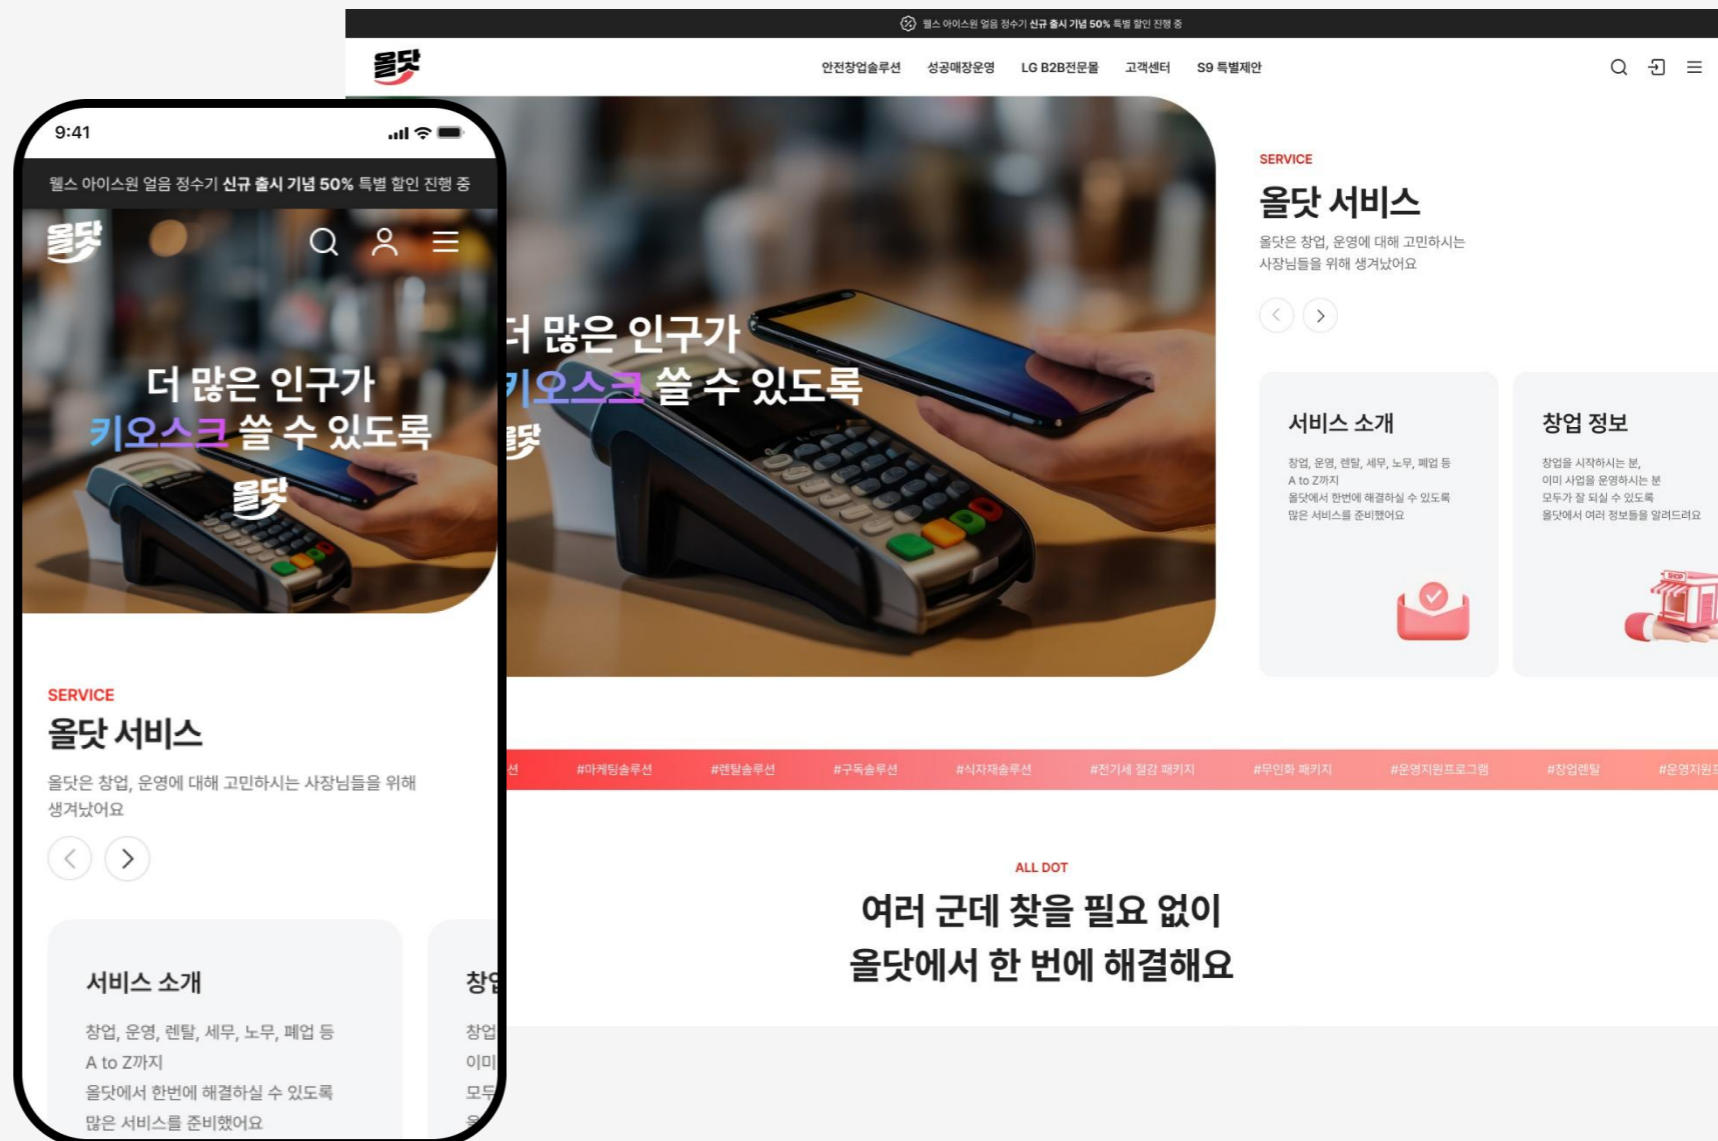 웰스 아이스원 얼음 정수기 신규 출시 기념 50% 특별 할인 진행 중
올닷
안전창업솔루션 성공매장운영 LG B2B전문몰 고객센터 S9 특별제안
더 많은 인구가
키오스크 쓸 수 있도록
올닷
SERVICE
올닷 서비스
올닷은 창업, 운영에 대해 고민하시는
사장님들을 위해 생겨났어요
서비스 소개
창업, 운영, 렌탈, 세무, 노무, 폐업 등
A to Z까지
올닷에서 한번에 해결하실 수 있도록
많은 서비스를 준비했어요
창업 정보
창업을 시작하시는 분,
이미 사업을 운영하시는 분
모두가 잘 되실 수 있도록
올닷에서 여러 정보들을 알려드려요
SHOP
션 #마케팅솔루션 #렌탈솔루션 #구독솔루션 #식자재솔루션 #전기세 절감 패키지 #무인화 패키지 #운영지원프로그램 #창업렌탈 #운영지원프
ALL DOT
여러 군데 찾을 필요 없이
올닷에서 한 번에 해결해요
9:41
웰스 아이스원 얼음 정수기 신규 출시 기념 50% 특별 할인 진행 중
올닷
더 많은 인구가
키오스크 쓸 수 있도록
올닷
SERVICE
올닷 서비스
올닷은 창업, 운영에 대해 고민하시는 사장님들을 위해
생겨났어요
서비스 소개
창업, 운영, 렌탈, 세무, 노무, 폐업 등
A to Z까지
올닷에서 한번에 해결하실 수 있도록
많은 서비스를 준비했어요
창업
창업
이미
모두